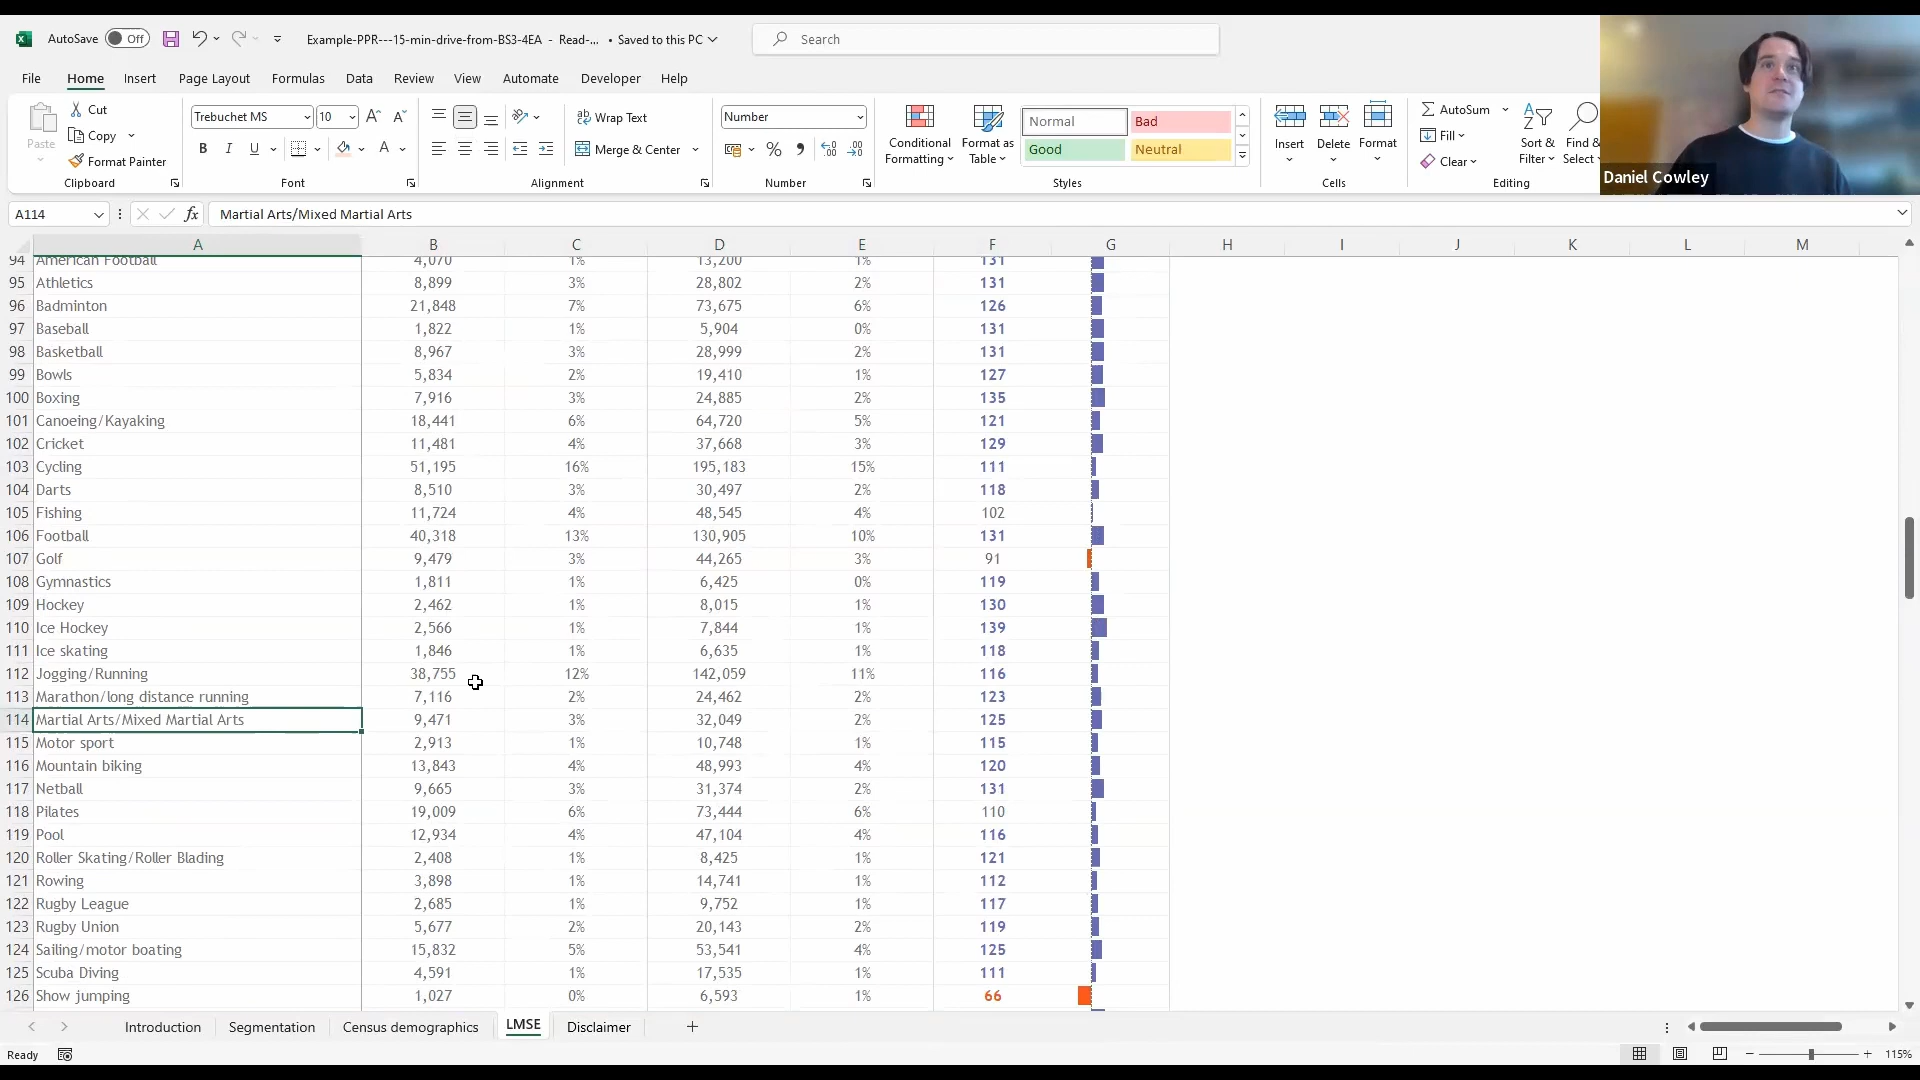 AutoSave Off Example-PPR---15-min-drive-from-BS3-4EA - Read-... • Saved to this PC Search
File Home Insert Page Layout Formulas Data Review View Automate Developer Help
Paste Cut Copy Format Painter Clipboard
Trebuchet MS 10 B I U A Font
Wrap Text Merge & Center Alignment
Number % Number
Conditional Formatting Format as Table Normal Bad Good Neutral Styles
Insert Delete Format Cells
AutoSum Fill Clear Sort & Filter Find & Select Editing
Daniel Cowley
A114 fx Martial Arts/Mixed Martial Arts
A B C D E F G H I J K L M
94 American Football 4,070 1% 13,200 1% 131
95 Athletics 8,899 3% 28,802 2% 131
96 Badminton 21,848 7% 73,675 6% 126
97 Baseball 1,822 1% 5,904 0% 131
98 Basketball 8,967 3% 28,999 2% 131
99 Bowls 5,834 2% 19,410 1% 127
100 Boxing 7,916 3% 24,885 2% 135
101 Canoeing/Kayaking 18,441 6% 64,720 5% 121
102 Cricket 11,481 4% 37,668 3% 129
103 Cycling 51,195 16% 195,183 15% 111
104 Darts 8,510 3% 30,497 2% 118
105 Fishing 11,724 4% 48,545 4% 102
106 Football 40,318 13% 130,905 10% 131
107 Golf 9,479 3% 44,265 3% 91
108 Gymnastics 1,811 1% 6,425 0% 119
109 Hockey 2,462 1% 8,015 1% 130
110 Ice Hockey 2,566 1% 7,844 1% 139
111 Ice skating 1,846 1% 6,635 1% 118
112 Jogging/Running 38,755 12% 142,059 11% 116
113 Marathon/long distance running 7,116 2% 24,462 2% 123
114 Martial Arts/Mixed Martial Arts 9,471 3% 32,049 2% 125
115 Motor sport 2,913 1% 10,748 1% 115
116 Mountain biking 13,843 4% 48,993 4% 120
117 Netball 9,665 3% 31,374 2% 131
118 Pilates 19,009 6% 73,444 6% 110
119 Pool 12,934 4% 47,104 4% 116
120 Roller Skating/Roller Blading 2,408 1% 8,425 1% 121
121 Rowing 3,898 1% 14,741 1% 112
122 Rugby League 2,685 1% 9,752 1% 117
123 Rugby Union 5,677 2% 20,143 2% 119
124 Sailing/motor boating 15,832 5% 53,541 4% 125
125 Scuba Diving 4,591 1% 17,535 1% 111
126 Show jumping 1,027 0% 6,593 1% 66
Introduction Segmentation Census demographics LMSE Disclaimer
Ready 115%